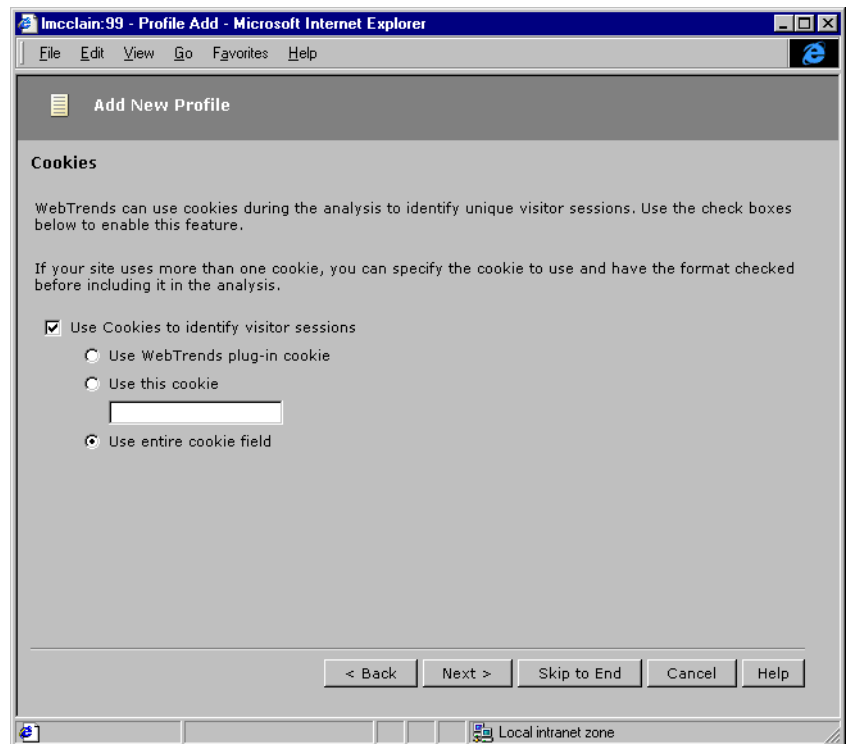 lmcclain:99 - Profile Add - Microsoft Internet Explorer
File Edit View Go Favorites Help
Add New Profile
Cookies
WebTrends can use cookies during the analysis to identify unique visitor sessions. Use the check boxes
below to enable this feature.
If your site uses more than one cookie, you can specify the cookie to use and have the format checked
before including it in the analysis.
Use Cookies to identify visitor sessions
Use WebTrends plug-in cookie
Use this cookie
Use entire cookie field
< Back Next > Skip to End Cancel Help
Local intranet zone